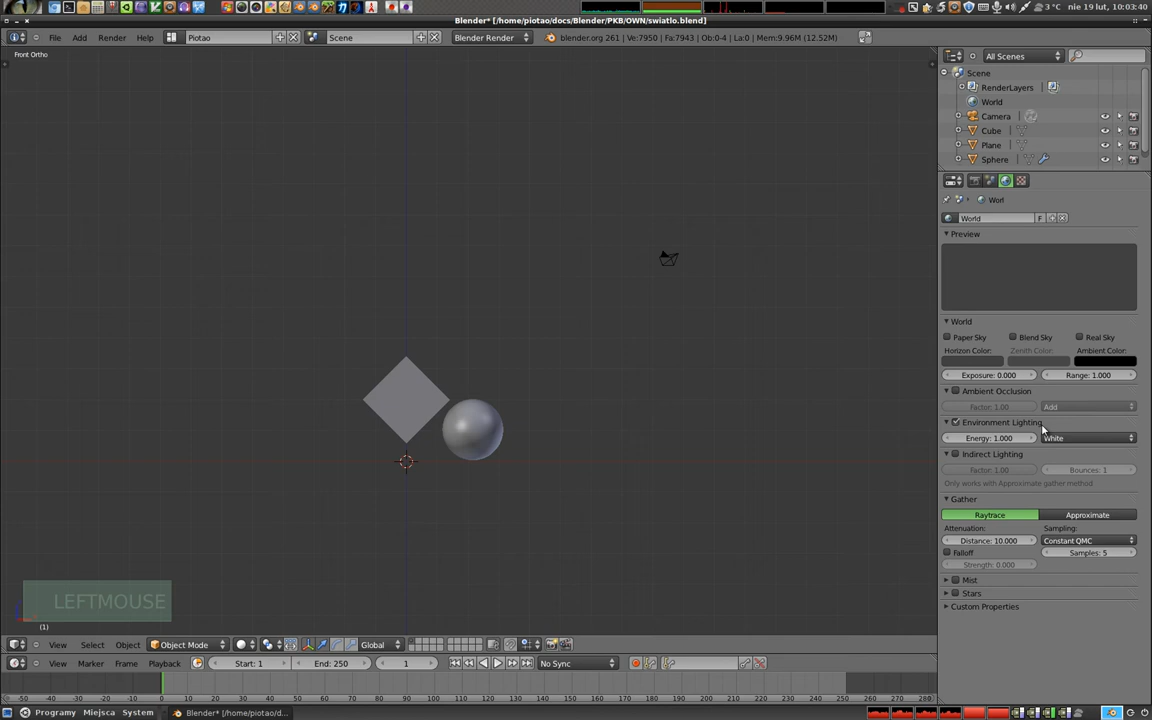 3 °C nie 19 lut, 10:03:40
Blender* [/home/piotao/docs/Blender/PKB/OWN/swiatlo.blend]
File Add Render Help Piotao Scene Blender Render blender.org 261 | Ve:7950 | Fa:7943 | Ob:0-4 | La:0 | Mem:9.96M (12.52M)
Front Ortho
All Scenes
Scene
RenderLayers
World
Camera
Cube
Plane
Sphere
Worl
World F
Preview
World
Paper Sky Blend Sky Real Sky
Horizon Color: Zenith Color: Ambient Color:
Exposure: 0.000 Range: 1.000
Ambient Occlusion
Factor: 1.00 Add
Environment Lighting
Energy: 1.000 White
Indirect Lighting
Factor: 1.00 Bounces: 1
Only works with Approximate gather method
Gather
Raytrace Approximate
Attenuation: Sampling:
Distance: 10.000 Constant QMC
Falloff Samples: 5
Strength: 0.000
Mist
Stars
Custom Properties
LEFTMOUSE
(1)
View Select Object Object Mode Global
View Marker Frame Playback Start: 1 End: 250 1 No Sync
-50 -40 -30 -20 -10 0 10 20 30 40 50 60 70 80 90 100 110 120 130 140 150 160 170 180 190 200 210 220 230 240 250 260 270 280
Programy Miejsca System Blender* [/home/piotao/d...